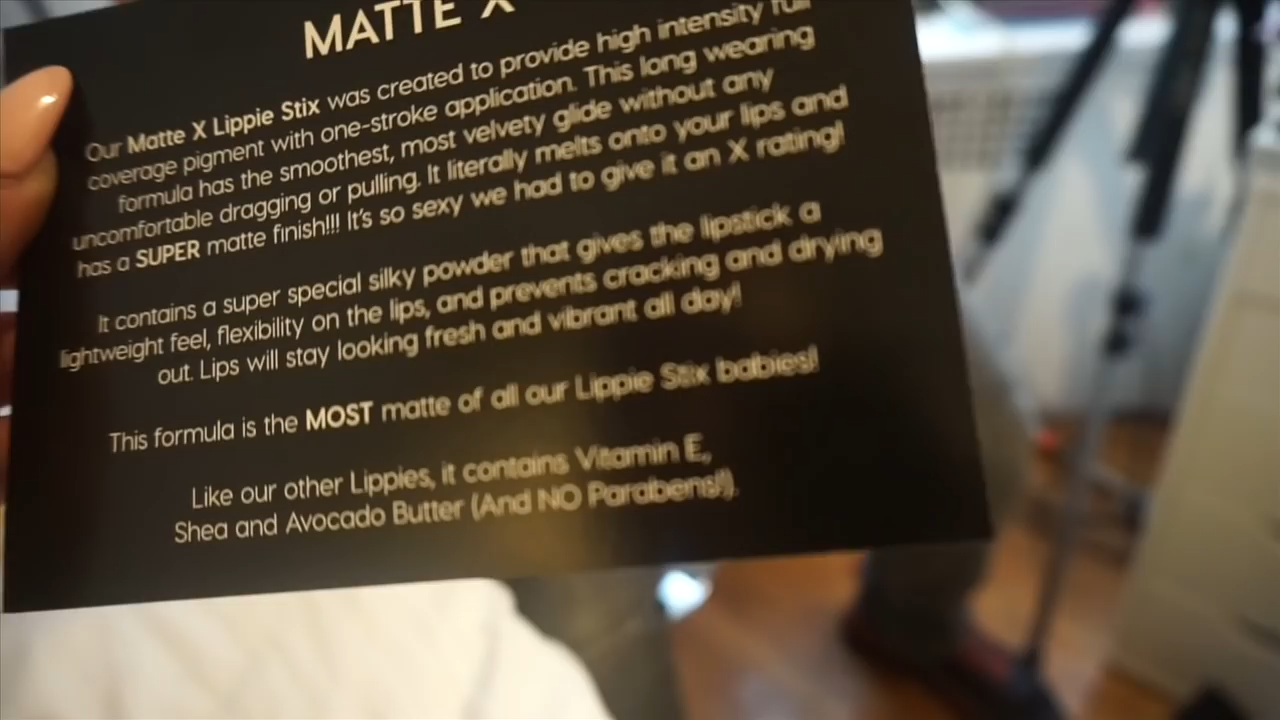 MATTE X
Our Matte X Lippie Stix was created to provide high intensity full
coverage pigment with one-stroke application. This long wearing
formula has the smoothest, most velvety glide without any
uncomfortable dragging or pulling. It literally melts onto your lips and
has a SUPER matte finish!!! It's so sexy we had to give it an X rating!
It contains a super special silky powder that gives the lipstick a
lightweight feel, flexibility on the lips, and prevents cracking and drying
out. Lips will stay looking fresh and vibrant all day!
This formula is the MOST matte of all our Lippie Stix babies!
Like our other Lippies, it contains Vitamin E,
Shea and Avocado Butter (And NO Parabens!).